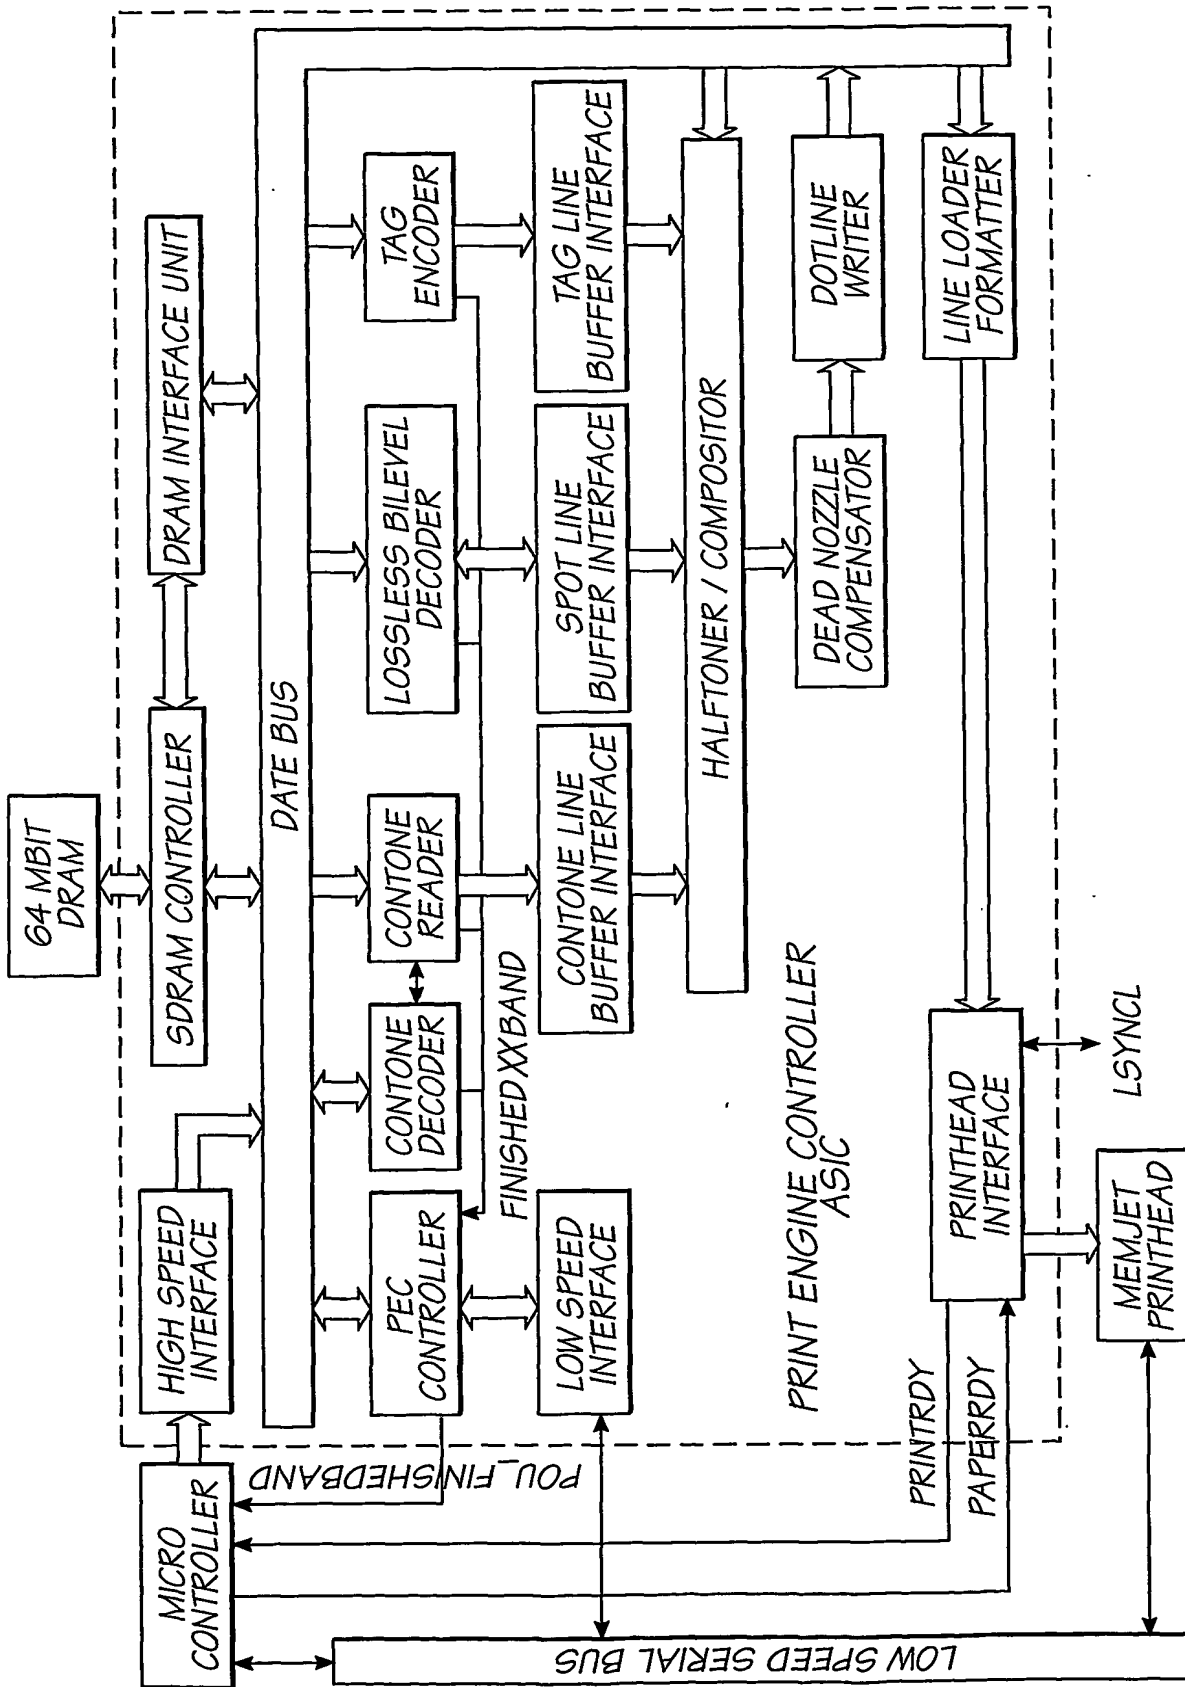 64 MBIT
DRAM
MICRO
CONTROLLER
HIGH SPEED
INTERFACE
SDRAM CONTROLLER
DRAM INTERFACE UNIT
DATE BUS
POU_FINISHEDBAND
PEC
CONTROLLER
CONTONE
DECODER
CONTONE
READER
LOSSLESS BILEVEL
DECODER
TAG
ENCODER
FINISHEDXXBAND
LOW SPEED
INTERFACE
CONTONE LINE
BUFFER INTERFACE
SPOT LINE
BUFFER INTERFACE
TAG LINE
BUFFER INTERFACE
HALFTONER / COMPOSITOR
PRINT ENGINE CONTROLLER
ASIC
DEAD NOZZLE
COMPENSATOR
DOTLINE
WRITER
PRINTRDY
PAPERRDY
PRINTHEAD
INTERFACE
LINE LOADER
FORMATTER
LSYNCL
MEMJET
PRINTHEAD
LOW SPEED SERIAL BUS